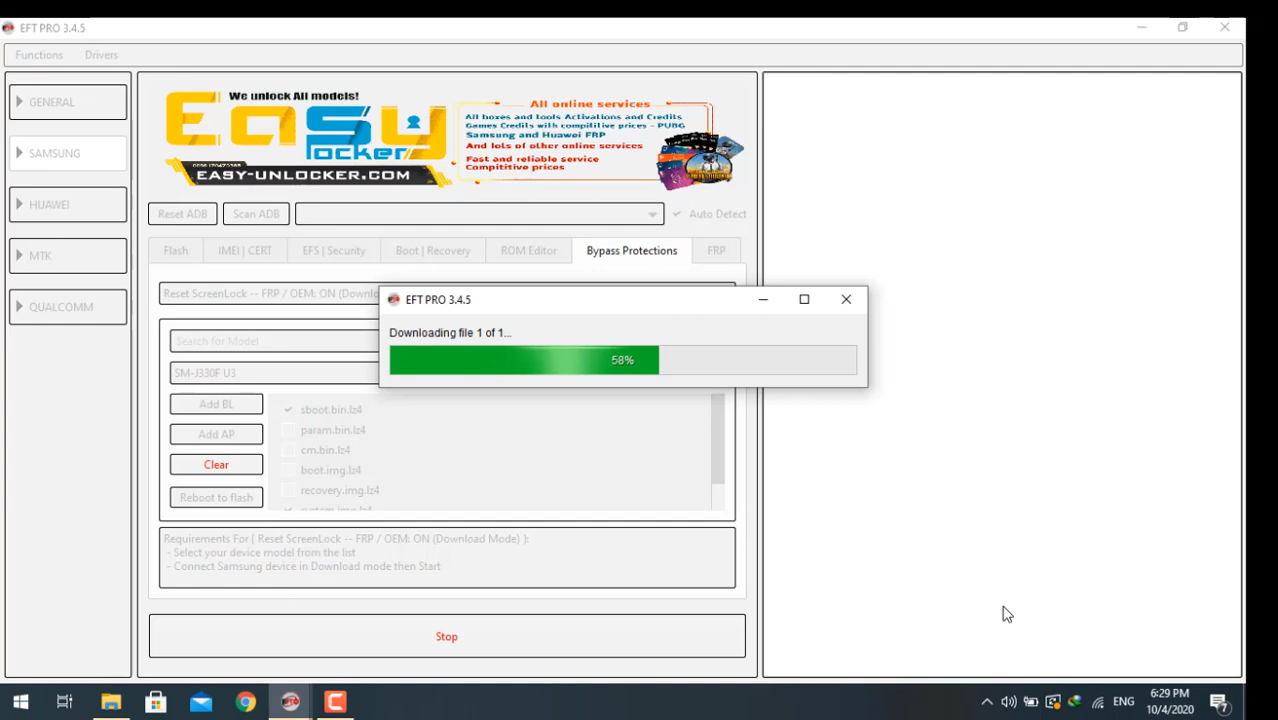 EFT PRO 3.4.5
Functions Drivers
GENERAL
SAMSUNG
HUAWEI
MTK
QUALCOMM
We unlock All models!
Easy
locker
EASY-UNLOCKER.COM
All online services
All boxes and tools Activations and Credits
Games Credits with compititive prices - PUBG
Samsung and Huawei FRP
And lots of other online services
Fast and reliable service
Compititive prices
Reset ADB Scan ADB Auto Detect
Flash IMEI | CERT EFS | Security Boot | Recovery ROM Editor Bypass Protections FRP
Reset ScreenLock -- FRP / OEM: ON (Downlo
EFT PRO 3.4.5
Downloading file 1 of 1...
58%
Search for Model
SM-J330F U3
Add BL
Add AP
Clear
Reboot to flash
sboot.bin.lz4
param.bin.lz4
cm.bin.lz4
boot.img.lz4
recovery.img.lz4
system.img.lz4
Requirements For ( Reset ScreenLock -- FRP / OEM: ON (Download Mode) ):
- Select your device model from the list
- Connect Samsung device in Download mode then Start
Stop
ENG
6:29 PM
10/4/2020
7